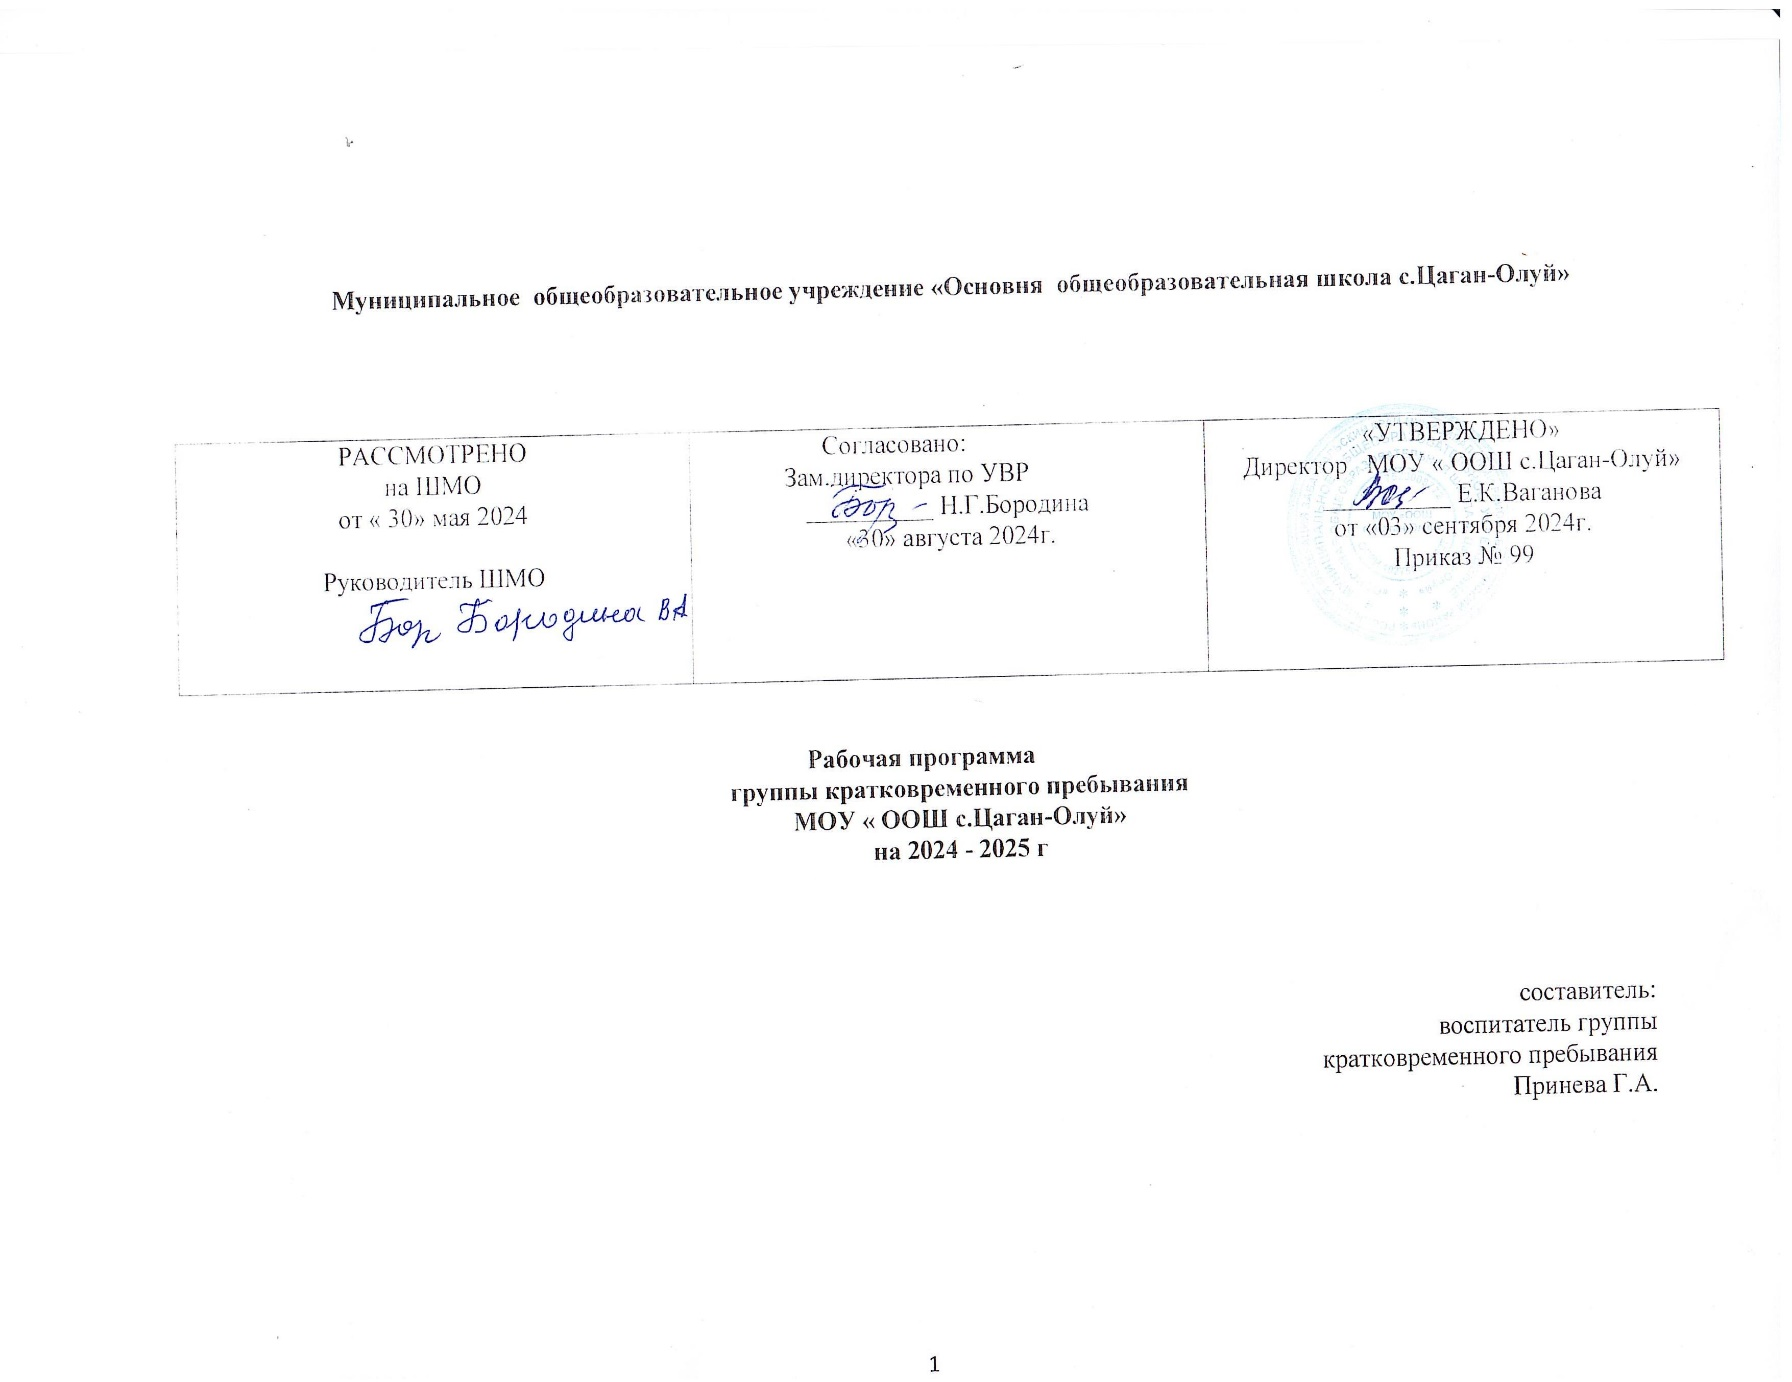 Муниципальное общеобразовательное учреждение «Основня общеобразовательная школа с.Цаган-Олуй»
РАССМОТРЕНО
на ШМО
от « 30» мая 2024
Руководитель ШМО
Бор Бородина ВА
Согласовано:
Зам.директора по УВР
Бор Н.Г.Бородина
«30» августа 2024г.
«УТВЕРЖДЕНО»
Директор МОУ « ООШ с.Цаган-Олуй»
Е.К.Ваганова
от «03» сентября 2024г.
Приказ № 99
Рабочая программа
группы кратковременного пребывания
МОУ « ООШ с.Цаган-Олуй»
на 2024 - 2025 г
составитель:
воспитатель группы
кратковременного пребывания
Принева Г.А.
1